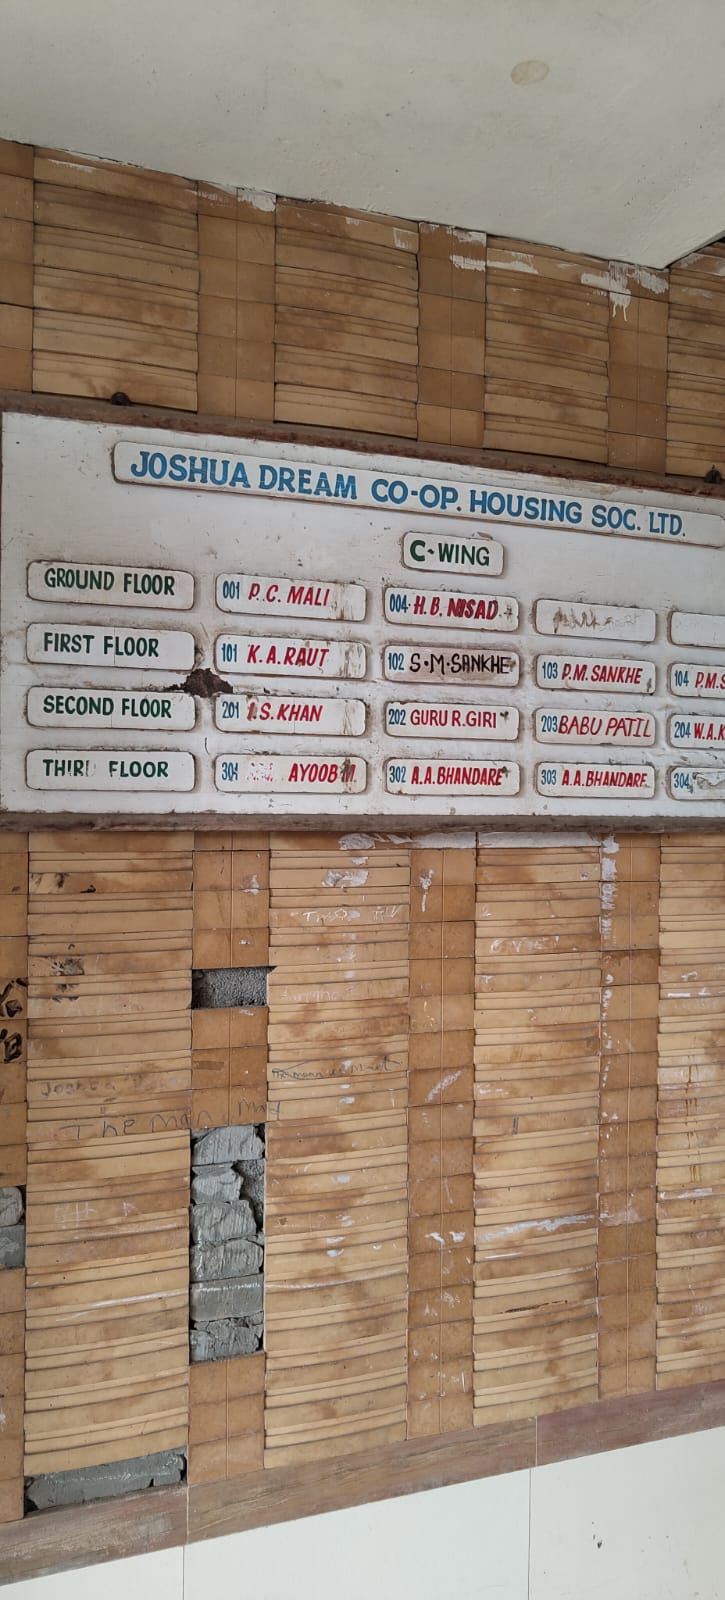 JOSHUA DREAM CO-OP. HOUSING SOC. LTD.
C-WING
GROUND FLOOR 001 P.C. MALI 004 H.B. NISAD
FIRST FLOOR 101 K.A.RAUT 102 S.M.SANKHE 103 P.M.SANKHE 104 P.M.S
SECOND FLOOR 201 I.S.KHAN 202 GURU R.GIRI 203 BABU PATIL 204 W.A.K
THIRD FLOOR 301 AYOOB M. 302 A.A.BHANDARE 303 A.A.BHANDARE 304
The